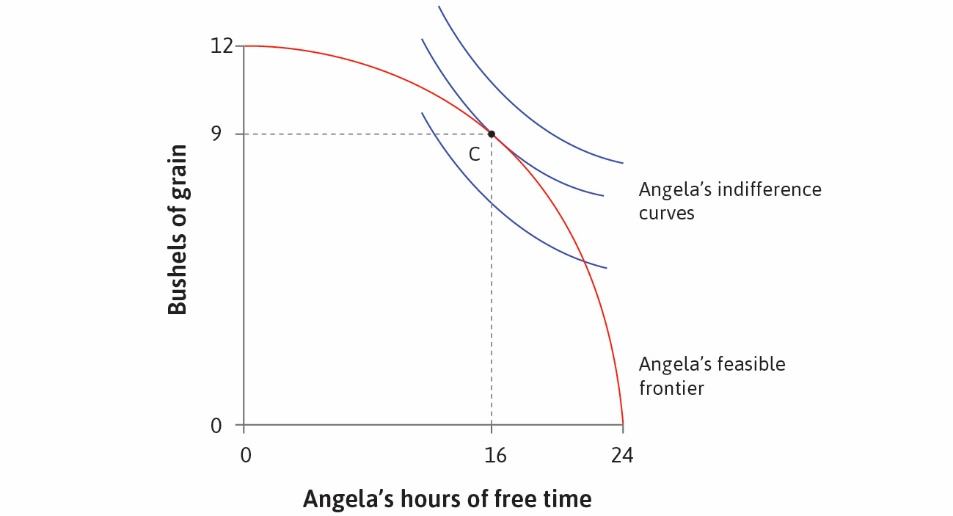 12
9
C
Bushels of grain
Angela’s indifference
curves
Angela’s feasible
frontier
0
0
16
24
Angela’s hours of free time